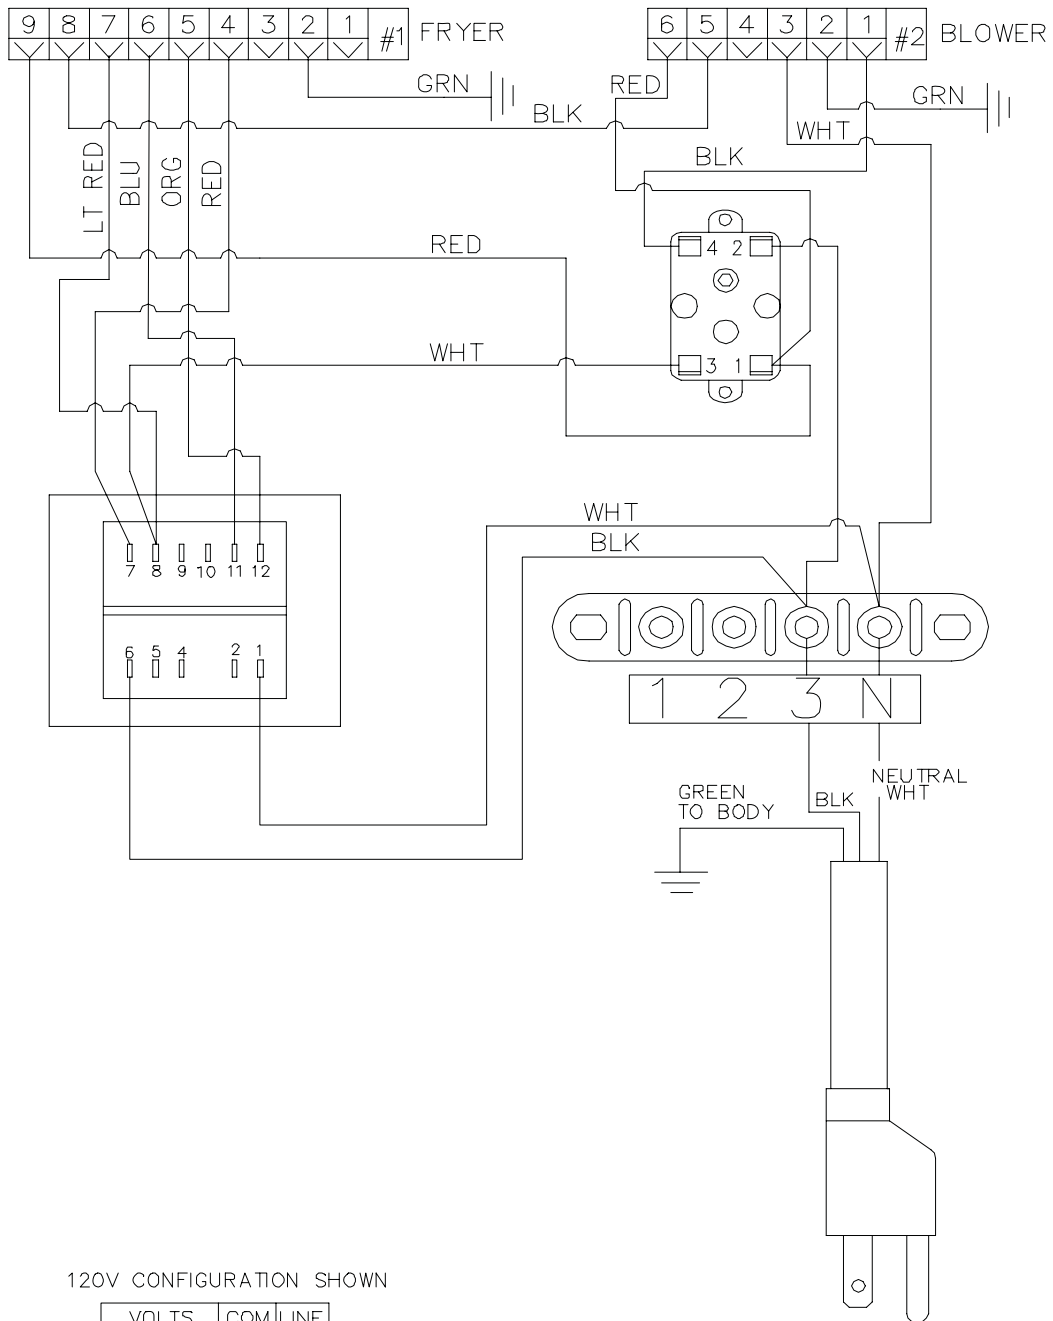 9 8 7 6 5 4 3 2 1 #1 FRYER
6 5 4 3 2 1 #2 BLOWER
GRN
RED
GRN
BLK
WHT
BLK
LT RED
BLU
ORG
RED
RED
4 2
WHT
3 1
WHT
BLK
7 8 9 10 11 12
6 5 4 2 1
1 2 3 N
NEUTRAL
WHT
GREEN
TO BODY
BLK
120V CONFIGURATION SHOWN
VOLTS COM LINE